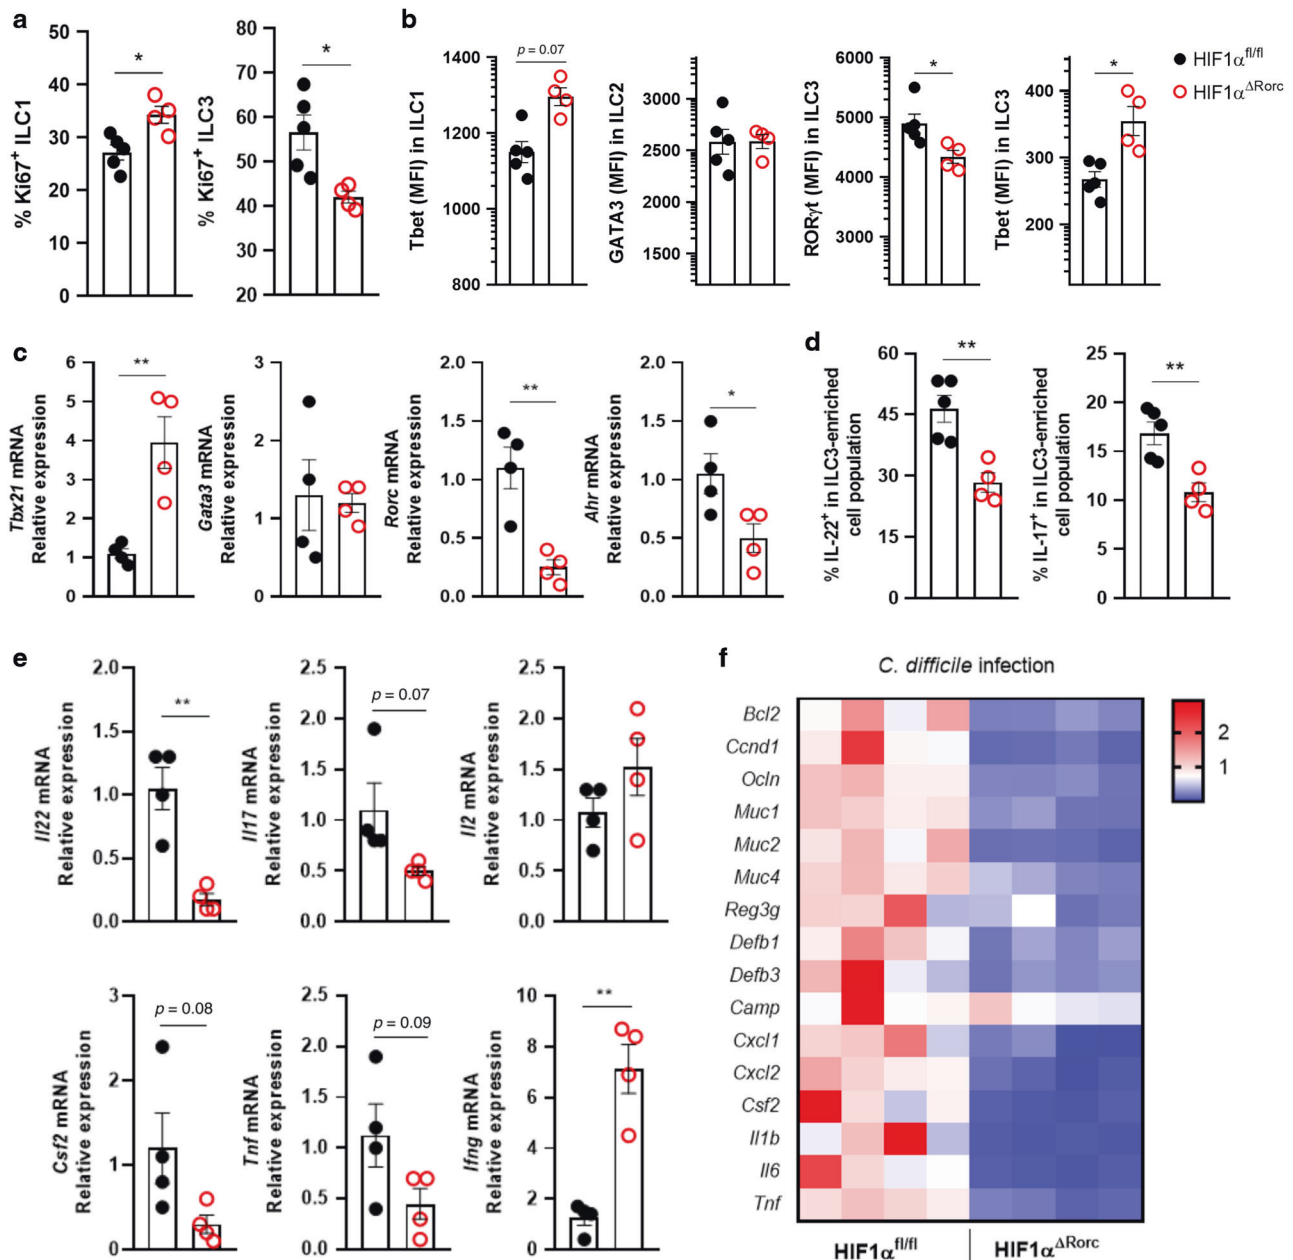 a
% Ki67+ ILC1
50
40
30
20
10
0
*
% Ki67+ ILC3
80
70
60
50
40
30
20
*
b
Tbet (MFI) in ILC1
1400
1200
1000
800
p = 0.07
GATA3 (MFI) in ILC2
3000
2500
2000
1500
RORγt (MFI) in ILC3
6000
5000
4000
3000
*
Tbet (MFI) in ILC3
400
300
200
*
HIF1α fl/fl
HIF1α ΔRorc
c
Tbx21 mRNA
Relative expression
6
5
4
3
2
1
0
**
Gata3 mRNA
Relative expression
3
2
1
0
Rorc mRNA
Relative expression
2.0
1.5
1.0
0.5
0.0
**
Ahr mRNA
Relative expression
2.0
1.5
1.0
0.5
0.0
*
d
% IL-22+ in ILC3-enriched
cell population
60
45
30
15
0
**
% IL-17+ in ILC3-enriched
cell population
25
20
15
10
5
0
**
e
Il22 mRNA
Relative expression
2.0
1.5
1.0
0.5
0.0
**
Il17 mRNA
Relative expression
2.5
2.0
1.5
1.0
0.5
0.0
p = 0.07
Il2 mRNA
Relative expression
2.5
2.0
1.5
1.0
0.5
0.0
Csf2 mRNA
Relative expression
3
2
1
0
p = 0.08
Tnf mRNA
Relative expression
2.5
2.0
1.5
1.0
0.5
0.0
p = 0.09
Ifng mRNA
Relative expression
10
8
6
4
2
0
**
f
C. difficile infection
Bcl2
Ccnd1
Ocln
Muc1
Muc2
Muc4
Reg3g
Defb1
Defb3
Camp
Cxcl1
Cxcl2
Csf2
Il1b
Il6
Tnf
2
1
HIF1α fl/fl
HIF1α ΔRorc